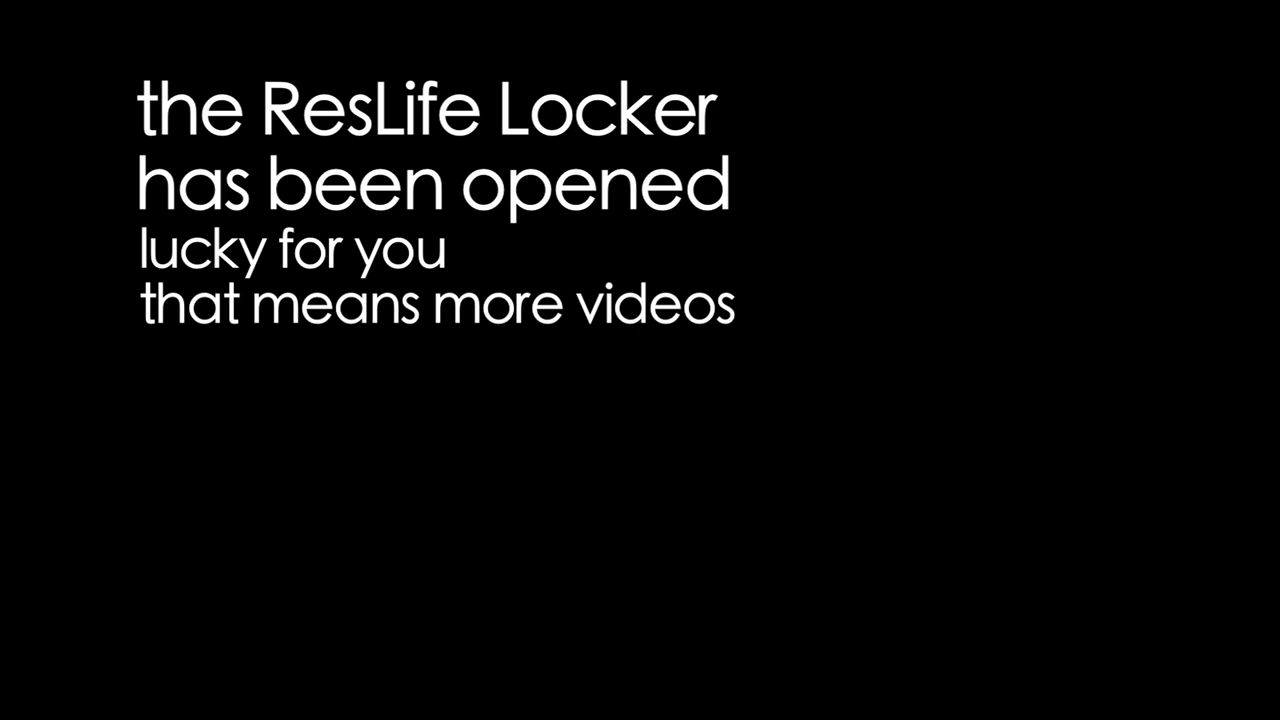 the ResLife Locker
has been opened
lucky for you
that means more videos